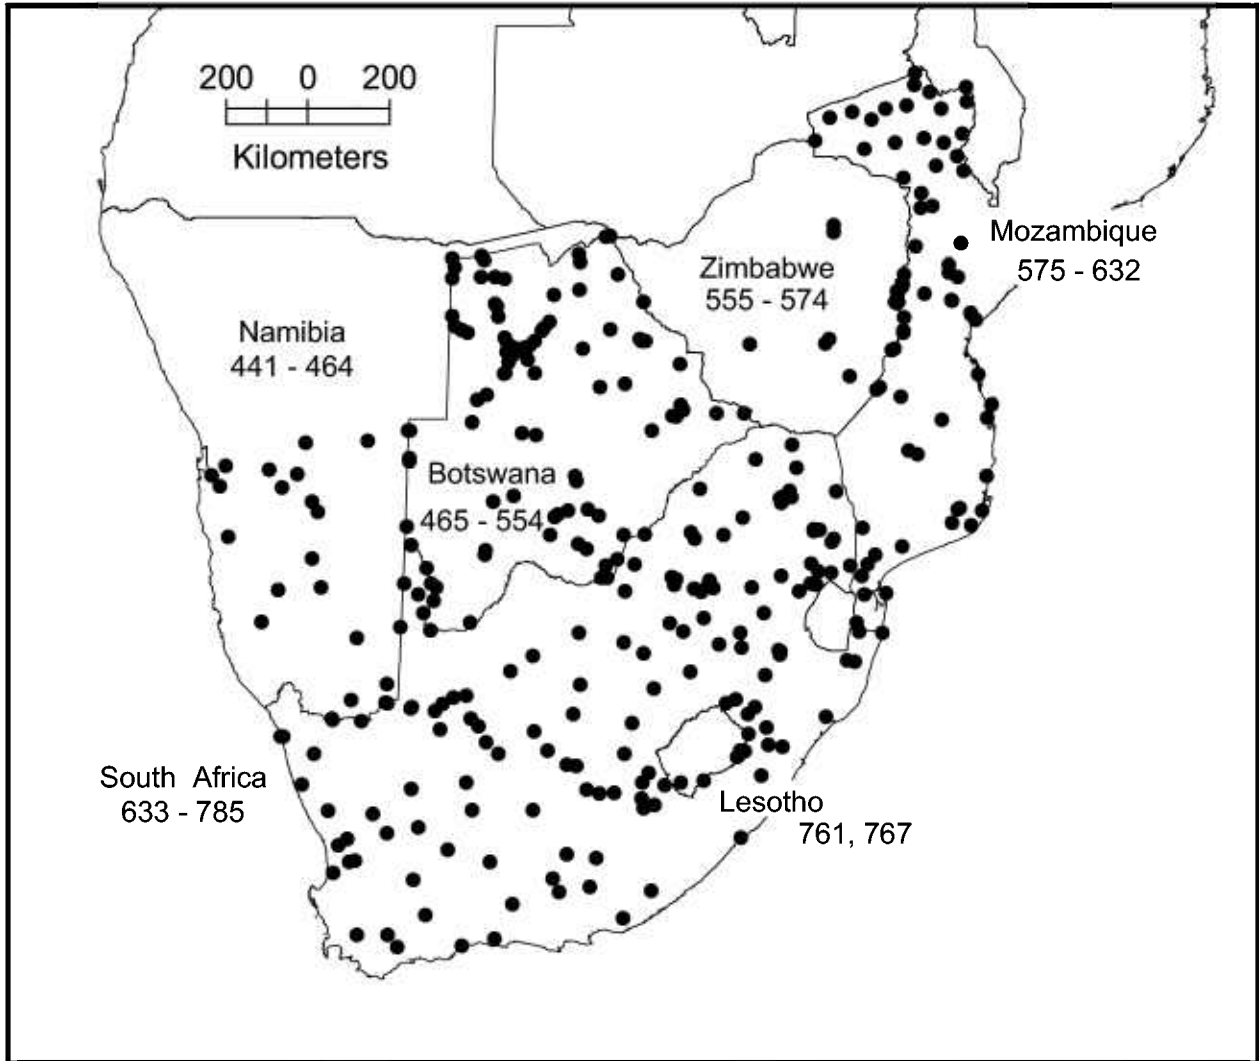 200 0 200
Kilometers
Mozambique
575 - 632
Zimbabwe
555 - 574
Namibia
441 - 464
Botswana
465 - 554
South Africa
633 - 785
Lesotho
761, 767